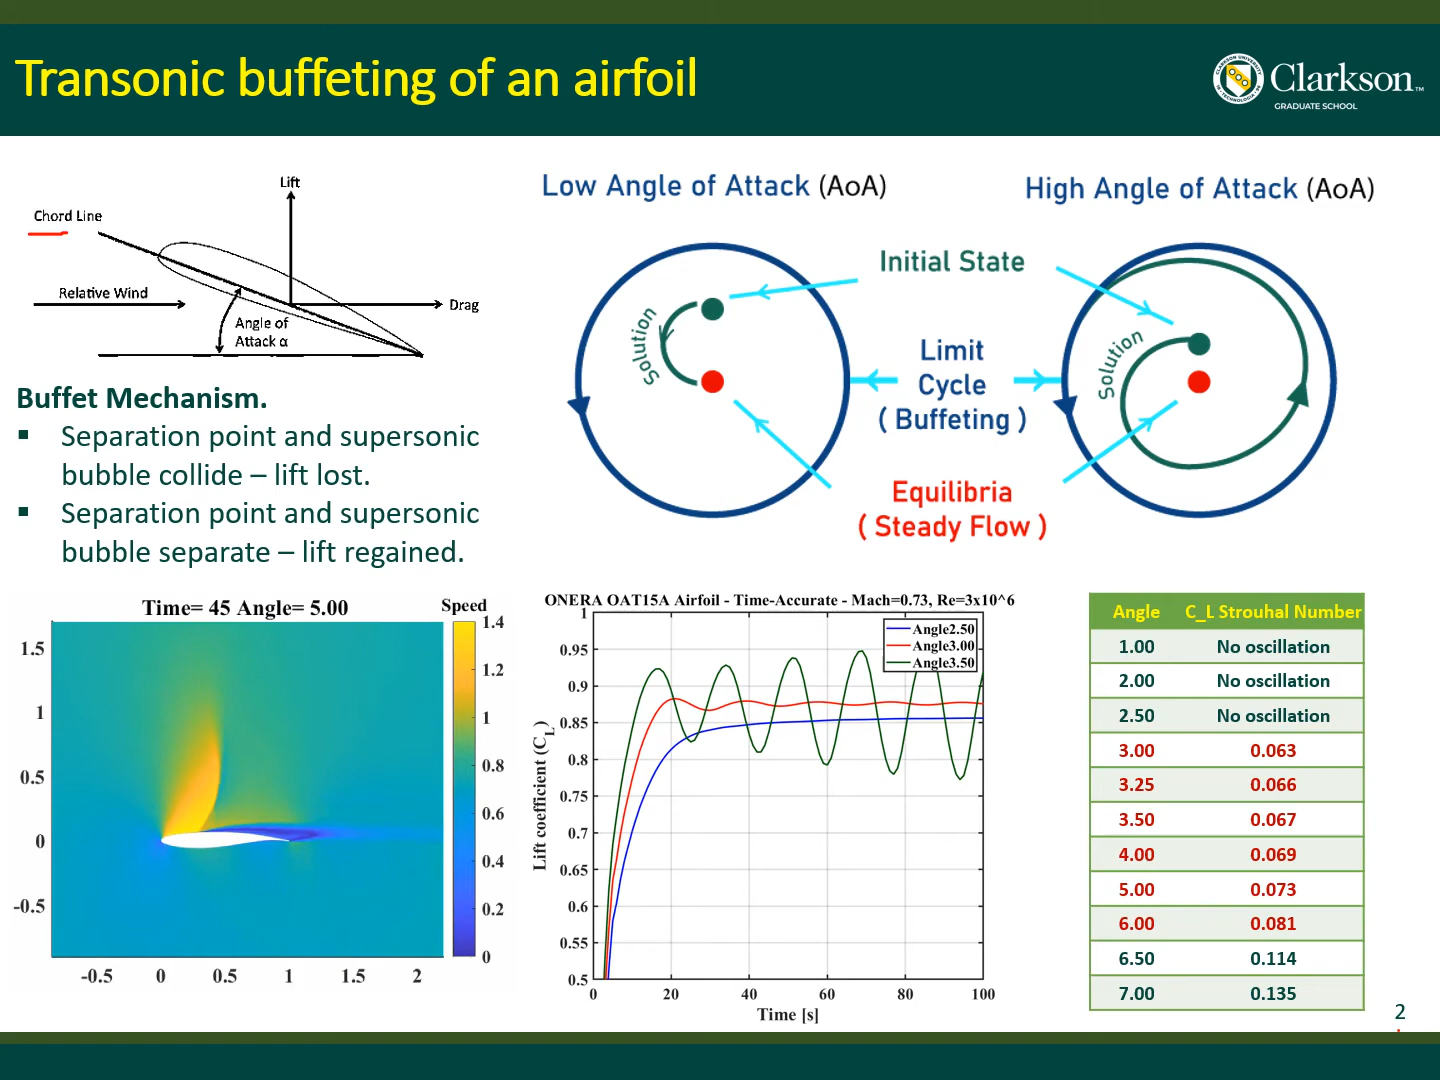 Transonic buffeting of an airfoil
Clarkson™
GRADUATE SCHOOL
Lift
Chord Line
Relative Wind
Drag
Angle of
Attack α
Buffet Mechanism.
▪ Separation point and supersonic
bubble collide – lift lost.
▪ Separation point and supersonic
bubble separate – lift regained.
Low Angle of Attack (AoA)
High Angle of Attack (AoA)
Initial State
Solution
Solution
Limit
Cycle
( Buffeting )
Equilibria
( Steady Flow )
Time= 45 Angle= 5.00
Speed
1.5
1
0.5
0
-0.5
-0.5 0 0.5 1 1.5 2
1.4
1.2
1
0.8
0.6
0.4
0.2
0
ONERA OAT15A Airfoil - Time-Accurate - Mach=0.73, Re=3x10^6
Angle2.50
Angle3.00
Angle3.50
Lift coefficient (C_L)
1
0.95
0.9
0.85
0.8
0.75
0.7
0.65
0.6
0.55
0.5
0 20 40 60 80 100
Time [s]
Angle C_L Strouhal Number
1.00 No oscillation
2.00 No oscillation
2.50 No oscillation
3.00 0.063
3.25 0.066
3.50 0.067
4.00 0.069
5.00 0.073
6.00 0.081
6.50 0.114
7.00 0.135
2